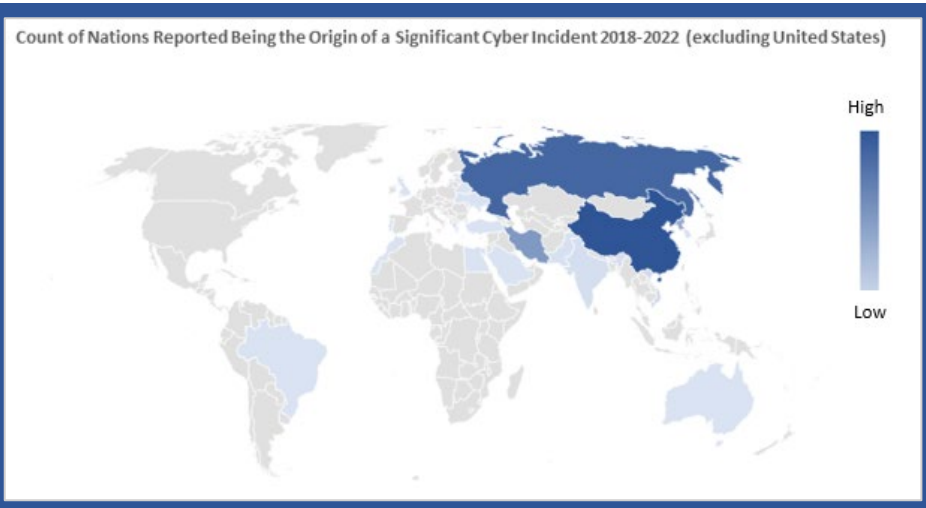 Count of Nations Reported Being the Origin of a Significant Cyber Incident 2018-2022 (excluding United States)
High
Low